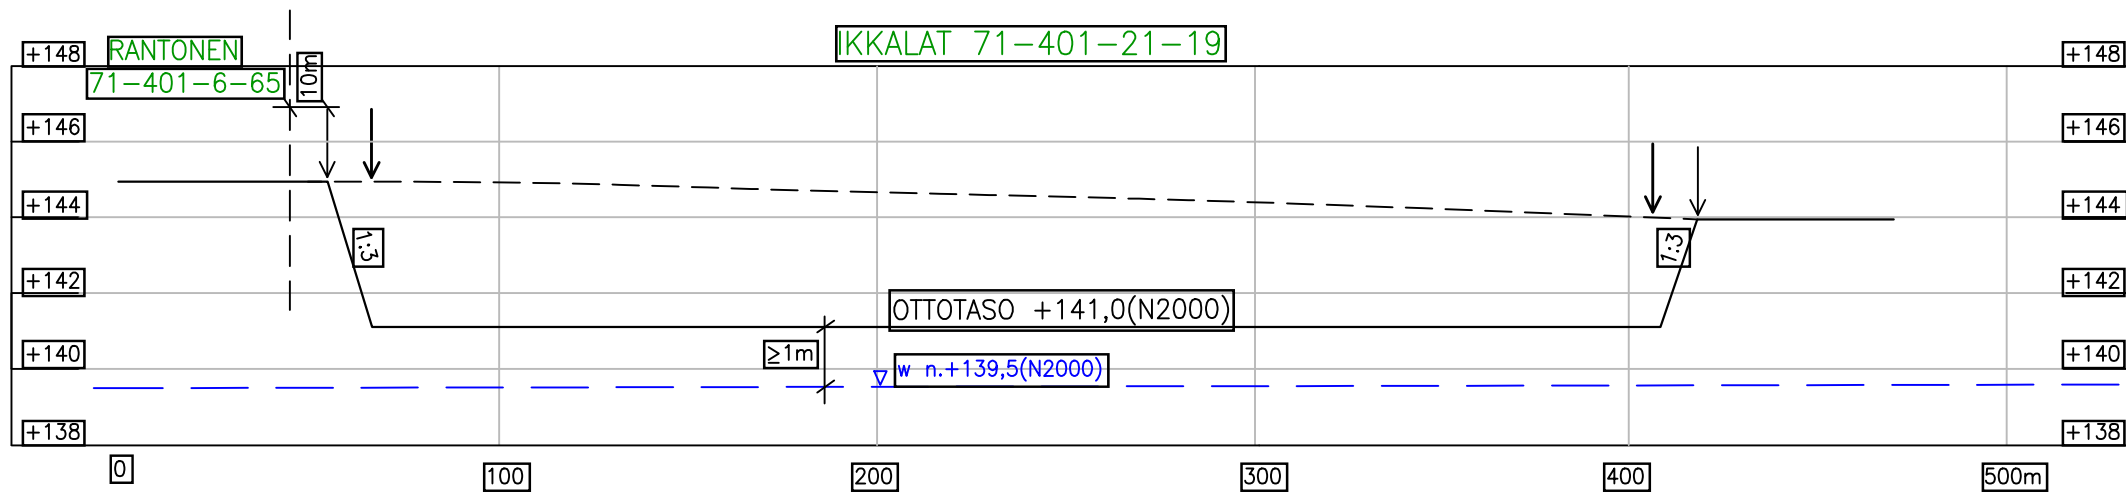 RANTONEN
71-401-6-65
10m
IKKALAT 71-401-21-19
+148
+148
+146
+146
+144
+144
1:3
1:3
+142
+142
OTTOTASO +141,0(N2000)
≥1m
+140
+140
w n.+139,5(N2000)
+138
+138
0
100
200
300
400
500m